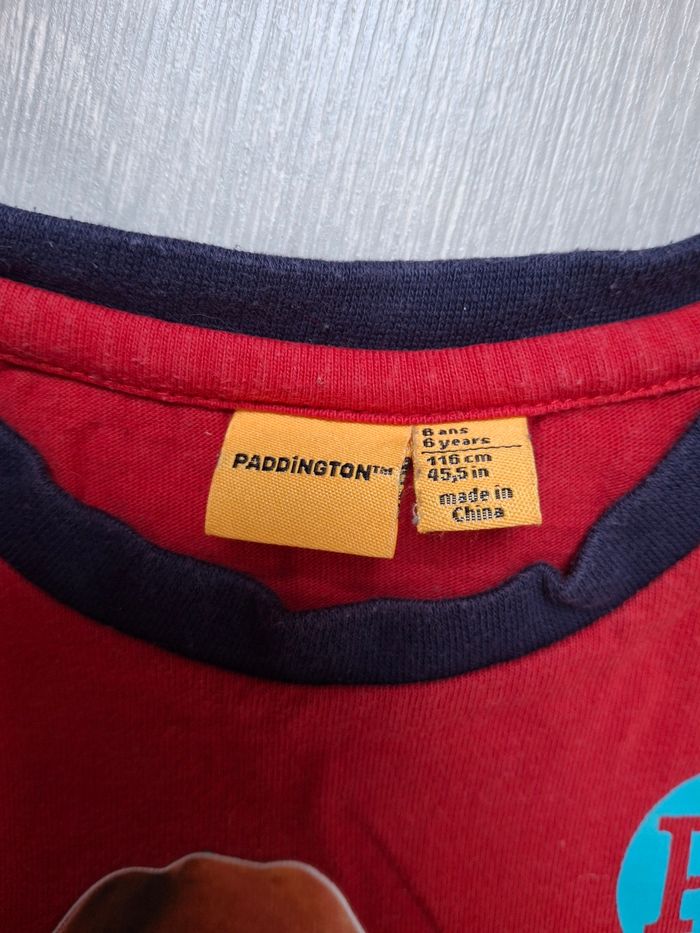 PADDiNGTON™
6 ans
6 years
116 cm
45,5 in
made in
China